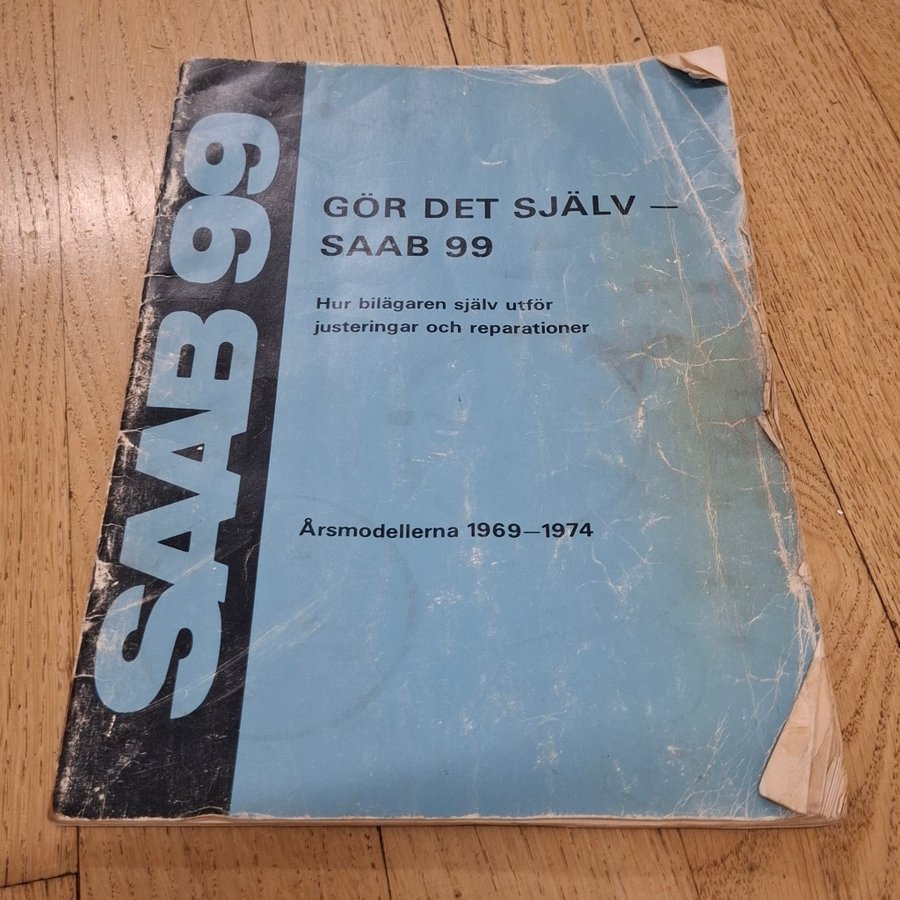 SAAB 99
GÖR DET SJÄLV –
SAAB 99
Hur bilägaren själv utför
justeringar och reparationer
Årsmodellerna 1969–1974